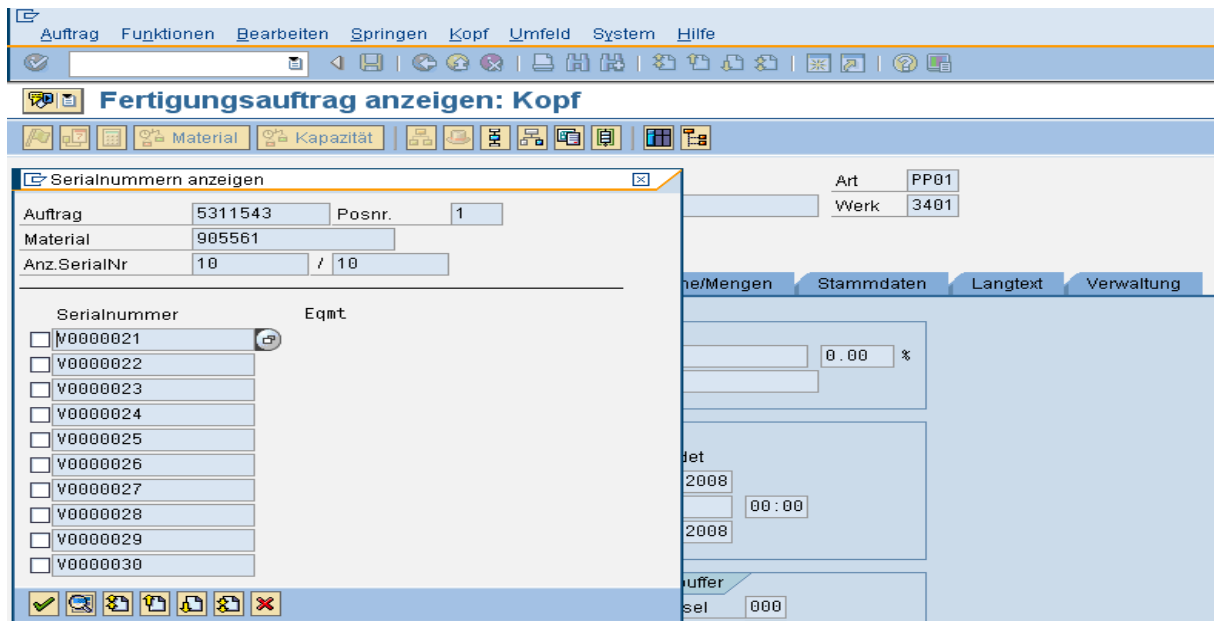 Auftrag Funktionen Bearbeiten Springen Kopf Umfeld System Hilfe
Fertigungsauftrag anzeigen: Kopf
Material Kapazität
Serialnummern anzeigen
Art PP01
Auftrag 5311543 Posnr. 1
Werk 3401
Material 905561
Anz.SerialNr 10 / 10
ne/Mengen Stammdaten Langtext Verwaltung
Serialnummer Eqmt
V0000021
0.00 %
V0000022
V0000023
V0000024
V0000025
det
V0000026
2008
V0000027
00:00
V0000028
2008
V0000029
V0000030
uffer
sel 000